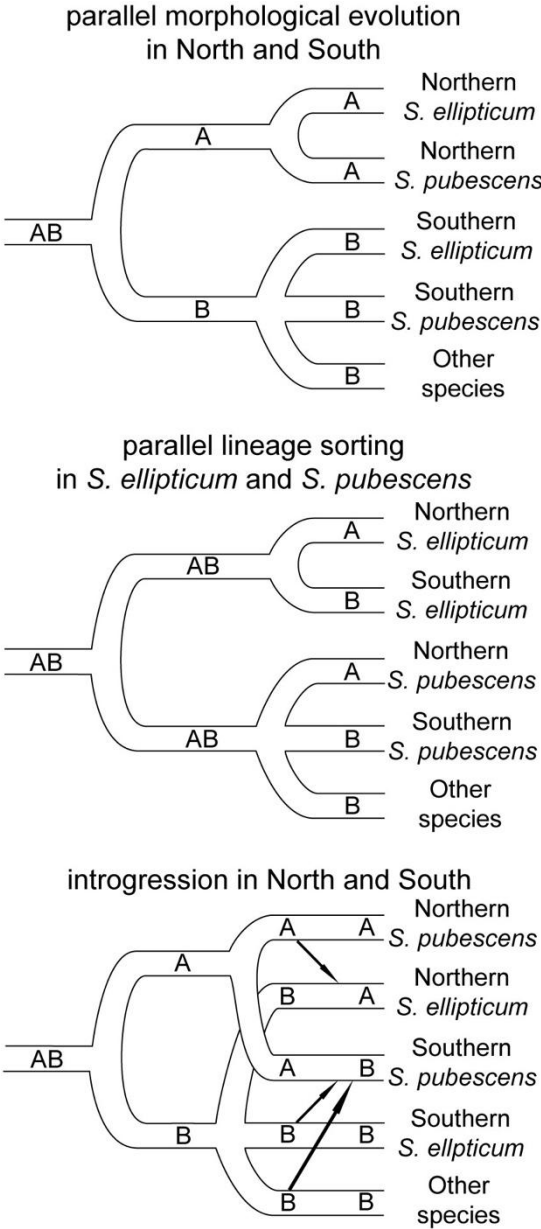 parallel morphological evolution
in North and South
Northern
A
S. ellipticum
A
Northern
A
S. pubescens
AB
Southern
B
S. ellipticum
Southern
B
B
S. pubescens
Other
B
species
parallel lineage sorting
in S. ellipticum and S. pubescens
Northern
A
S. ellipticum
AB
Southern
B
S. ellipticum
AB
Northern
A
S. pubescens
Southern
AB
B
S. pubescens
Other
B
species
introgression in North and South
Northern
A A
S. pubescens
A
Northern
B A
S. ellipticum
AB
Southern
A B
S. pubescens
Southern
B
B B
S. ellpticum
Other
B B
species